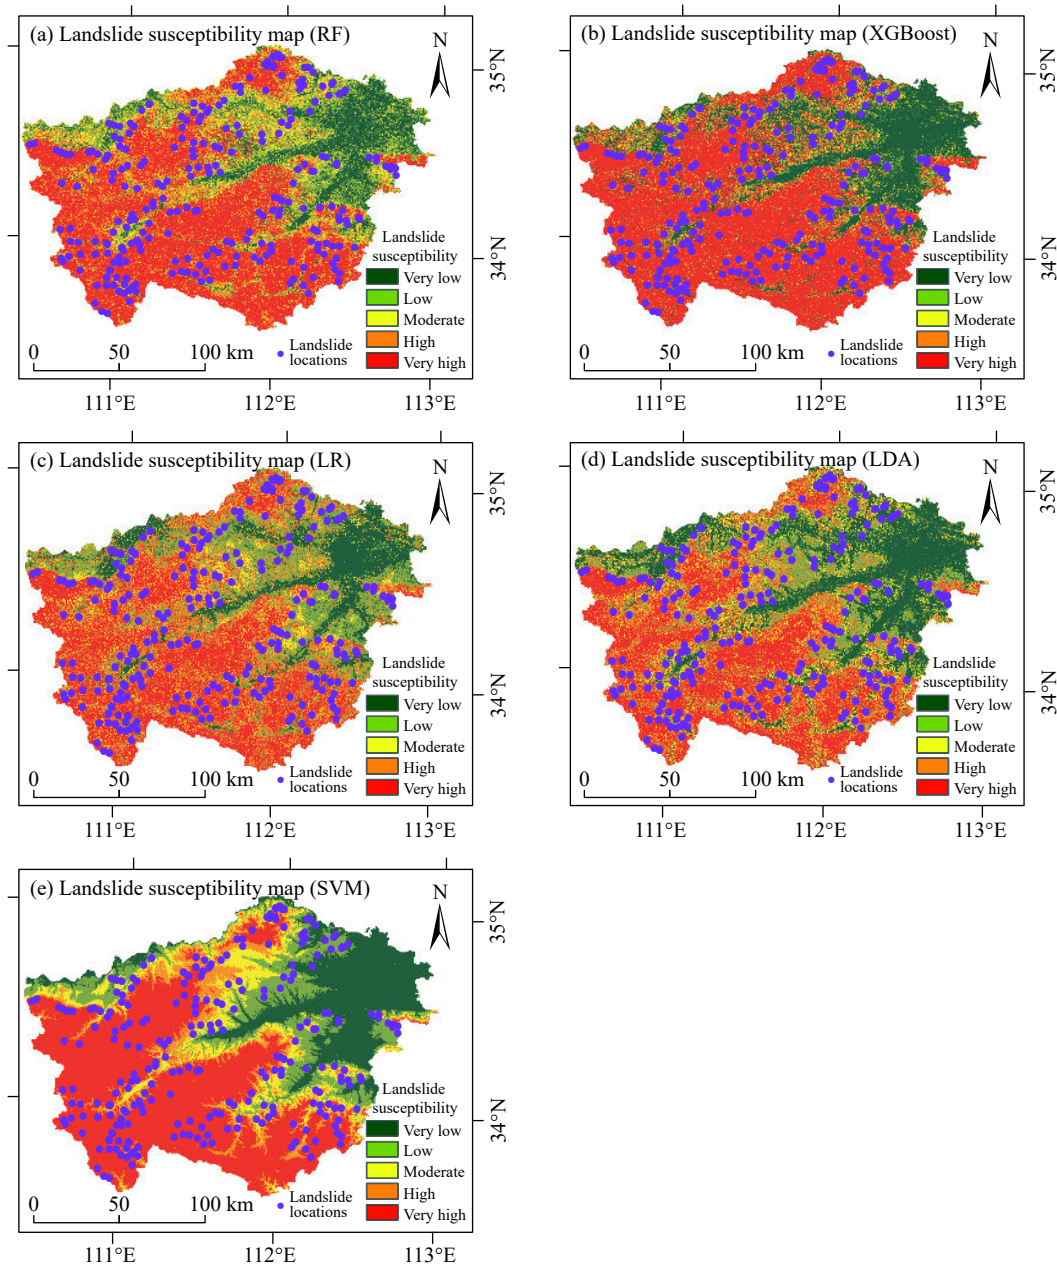 111°E
112°E
113°E
(a) Landslide susceptibility map (RF)
N
35°N
34°N
Landslide
susceptibility
Very low
Low
Moderate
High
Very high
0 50 100 km
Landslide
locations
111°E 112°E 113°E
(b) Landslide susceptibility map (XGBoost)
N
35°N
34°N
Landslide
susceptibility
Very low
Low
Moderate
High
Very high
0 50 100 km
Landslide
locations
111°E 112°E 113°E
(c) Landslide susceptibility map (LR)
N
35°N
34°N
Landslide
susceptibility
Very low
Low
Moderate
High
Very high
0 50 100 km
Landslide
locations
111°E 112°E 113°E
(d) Landslide susceptibility map (LDA)
N
35°N
34°N
Landslide
susceptibility
Very low
Low
Moderate
High
Very high
0 50 100 km
Landslide
locations
111°E 112°E 113°E
(e) Landslide susceptibility map (SVM)
N
35°N
34°N
Landslide
susceptibility
Very low
Low
Moderate
High
Very high
0 50 100 km
Landslide
locations
111°E 112°E 113°E